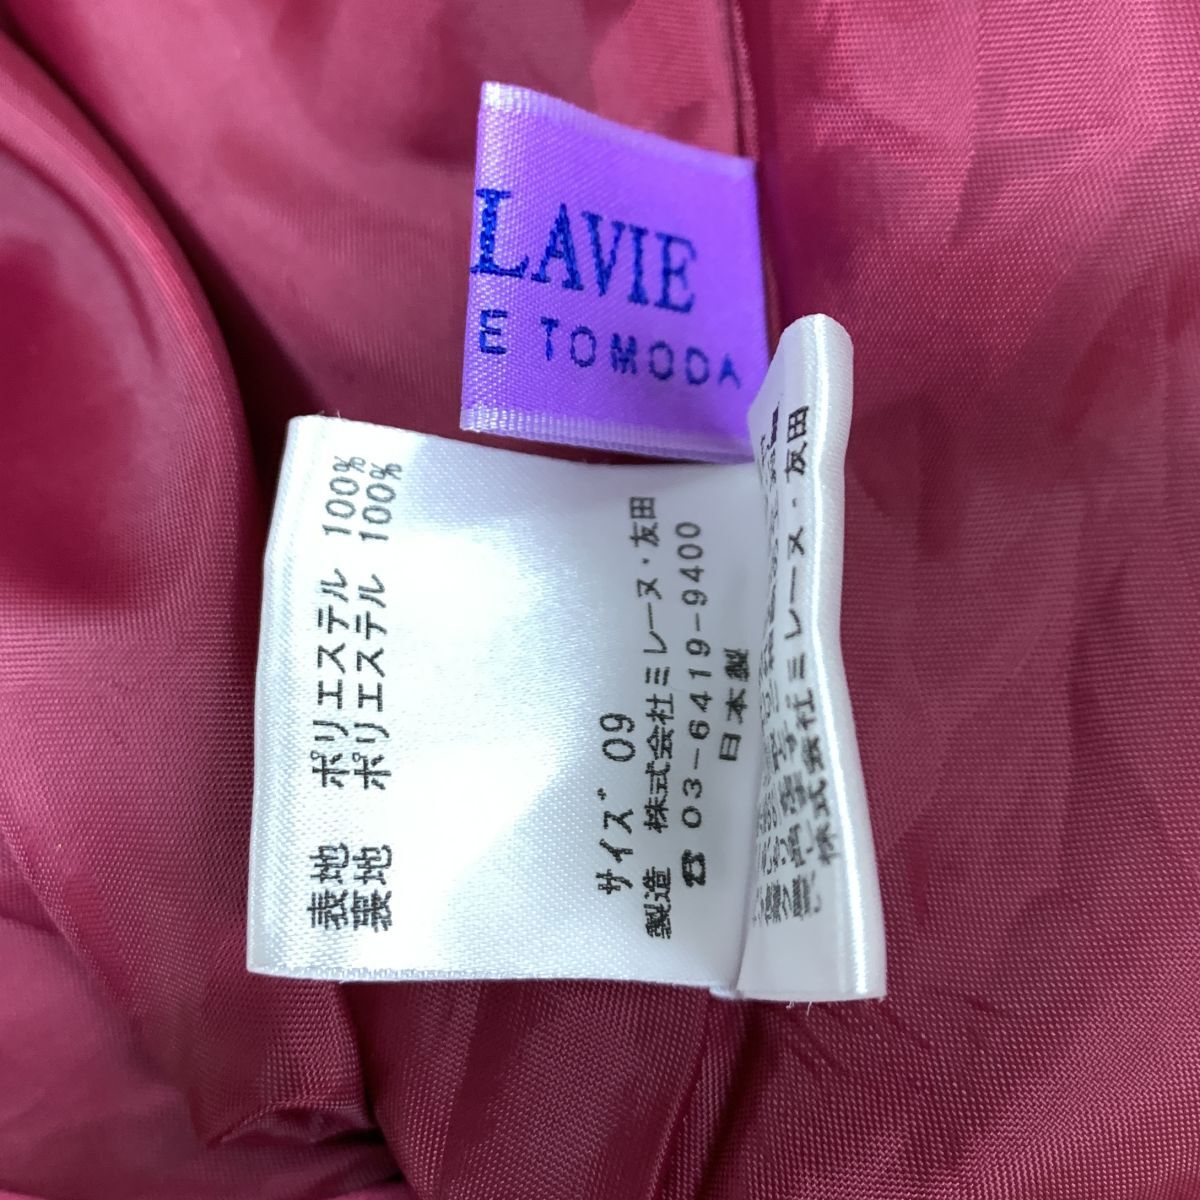 LAVIE
E TOMODA
表地 ポリエステル 100%
裏地 ポリエステル 100%
サイズ 09
製造 株式会社ミレーヌ・友田
☎ 03-6419-9400
日本製
株式会社ミレーヌ・友田